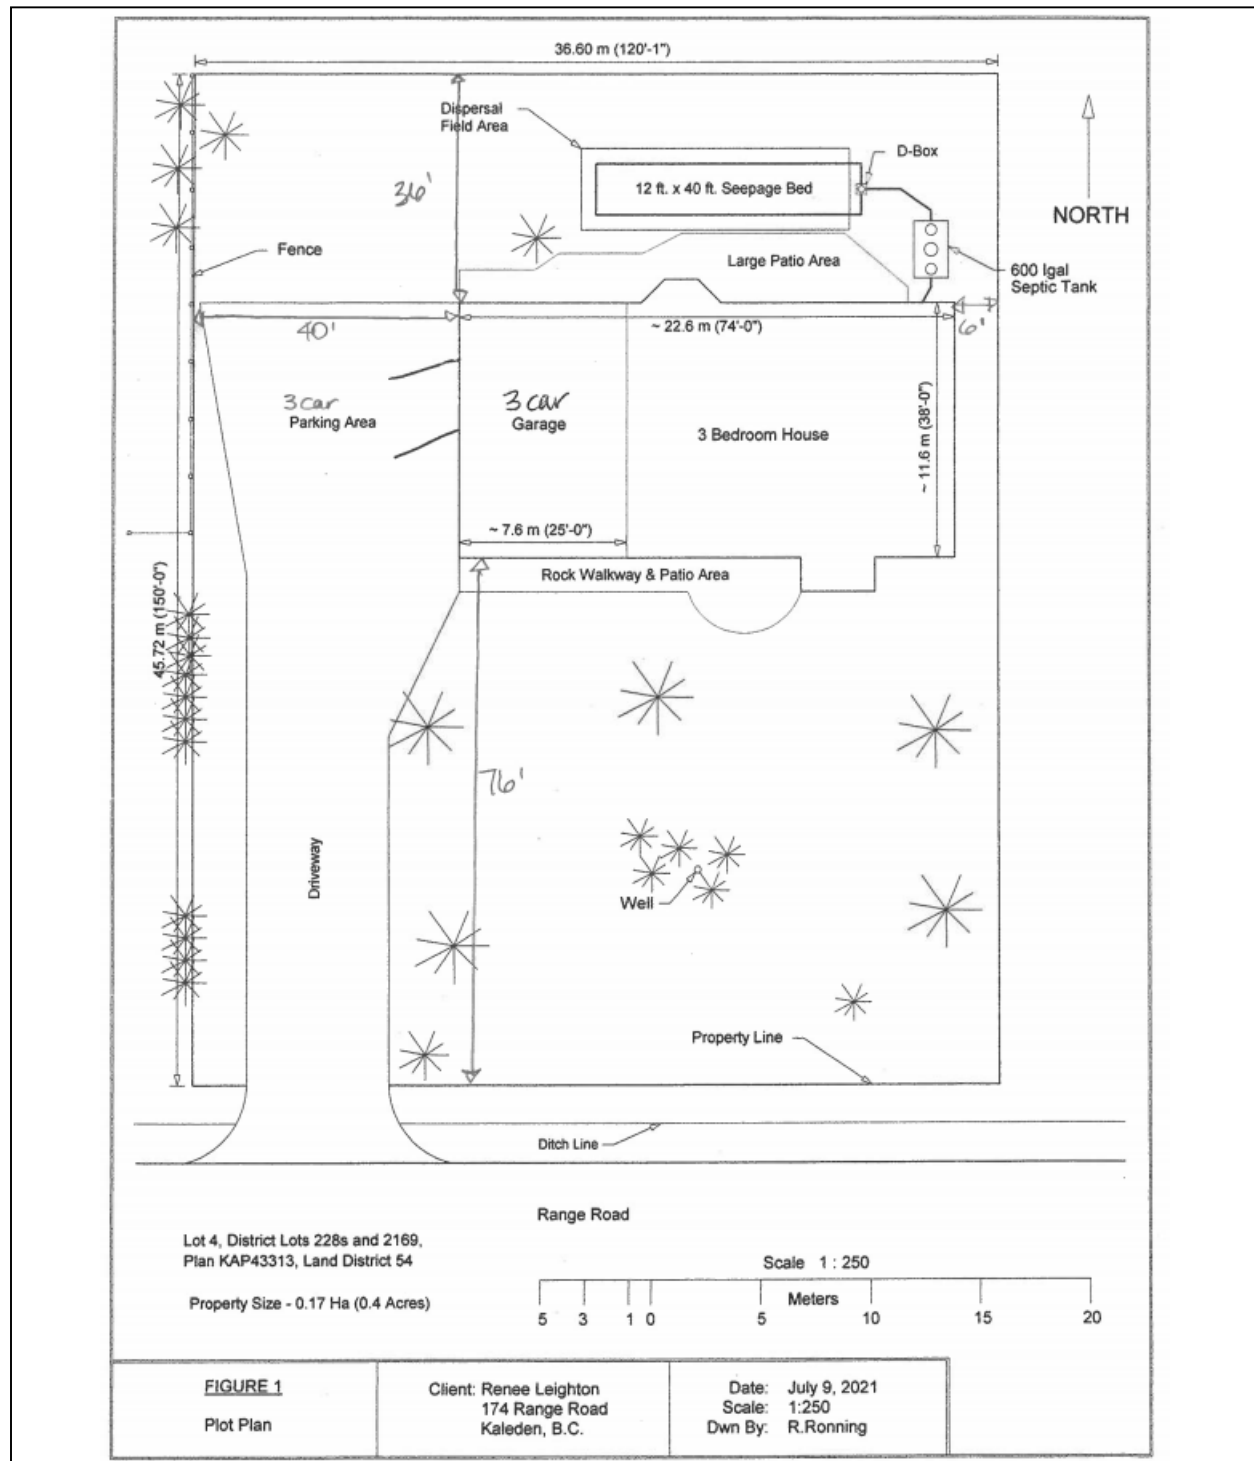 36.60 m (120'-1")
Dispersal
Field Area
D-Box
12 ft. x 40 ft. Seepage Bed
NORTH
36'
Fence
Large Patio Area
600 Igal
Septic Tank
40'
~ 22.6 m (74'-0")
6'
3 car
Parking Area
3 car
Garage
3 Bedroom House
~ 11.6 m (38'-0")
~ 7.6 m (25'-0")
Rock Walkway & Patio Area
45.72 m (150'-0")
76'
Driveway
Well
Property Line
Ditch Line
Range Road
Lot 4, District Lots 228s and 2169,
Plan KAP43313, Land District 54
Property Size - 0.17 Ha (0.4 Acres)
Scale 1 : 250
Meters
5 3 1 0 5 10 15 20
FIGURE 1
Plot Plan
Client: Renee Leighton
174 Range Road
Kaleden, B.C.
Date: July 9, 2021
Scale: 1:250
Dwn By: R.Ronning